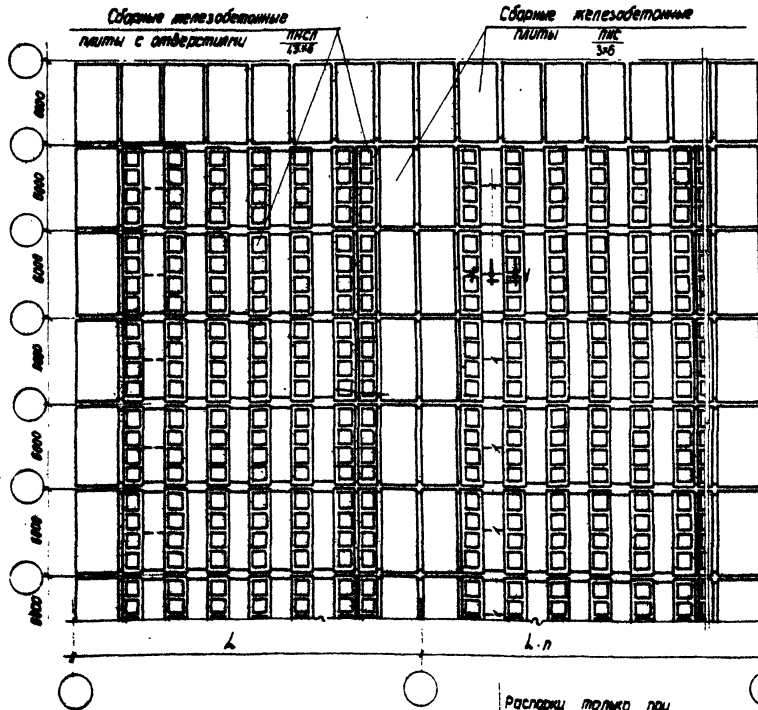 Сборные железобетонные
плиты с отверстиями
Сборные железобетонные
плиты ПНС
3×6
6000
6000
6000
6000
6000
6000
6000
L
L·n
Распорки только при